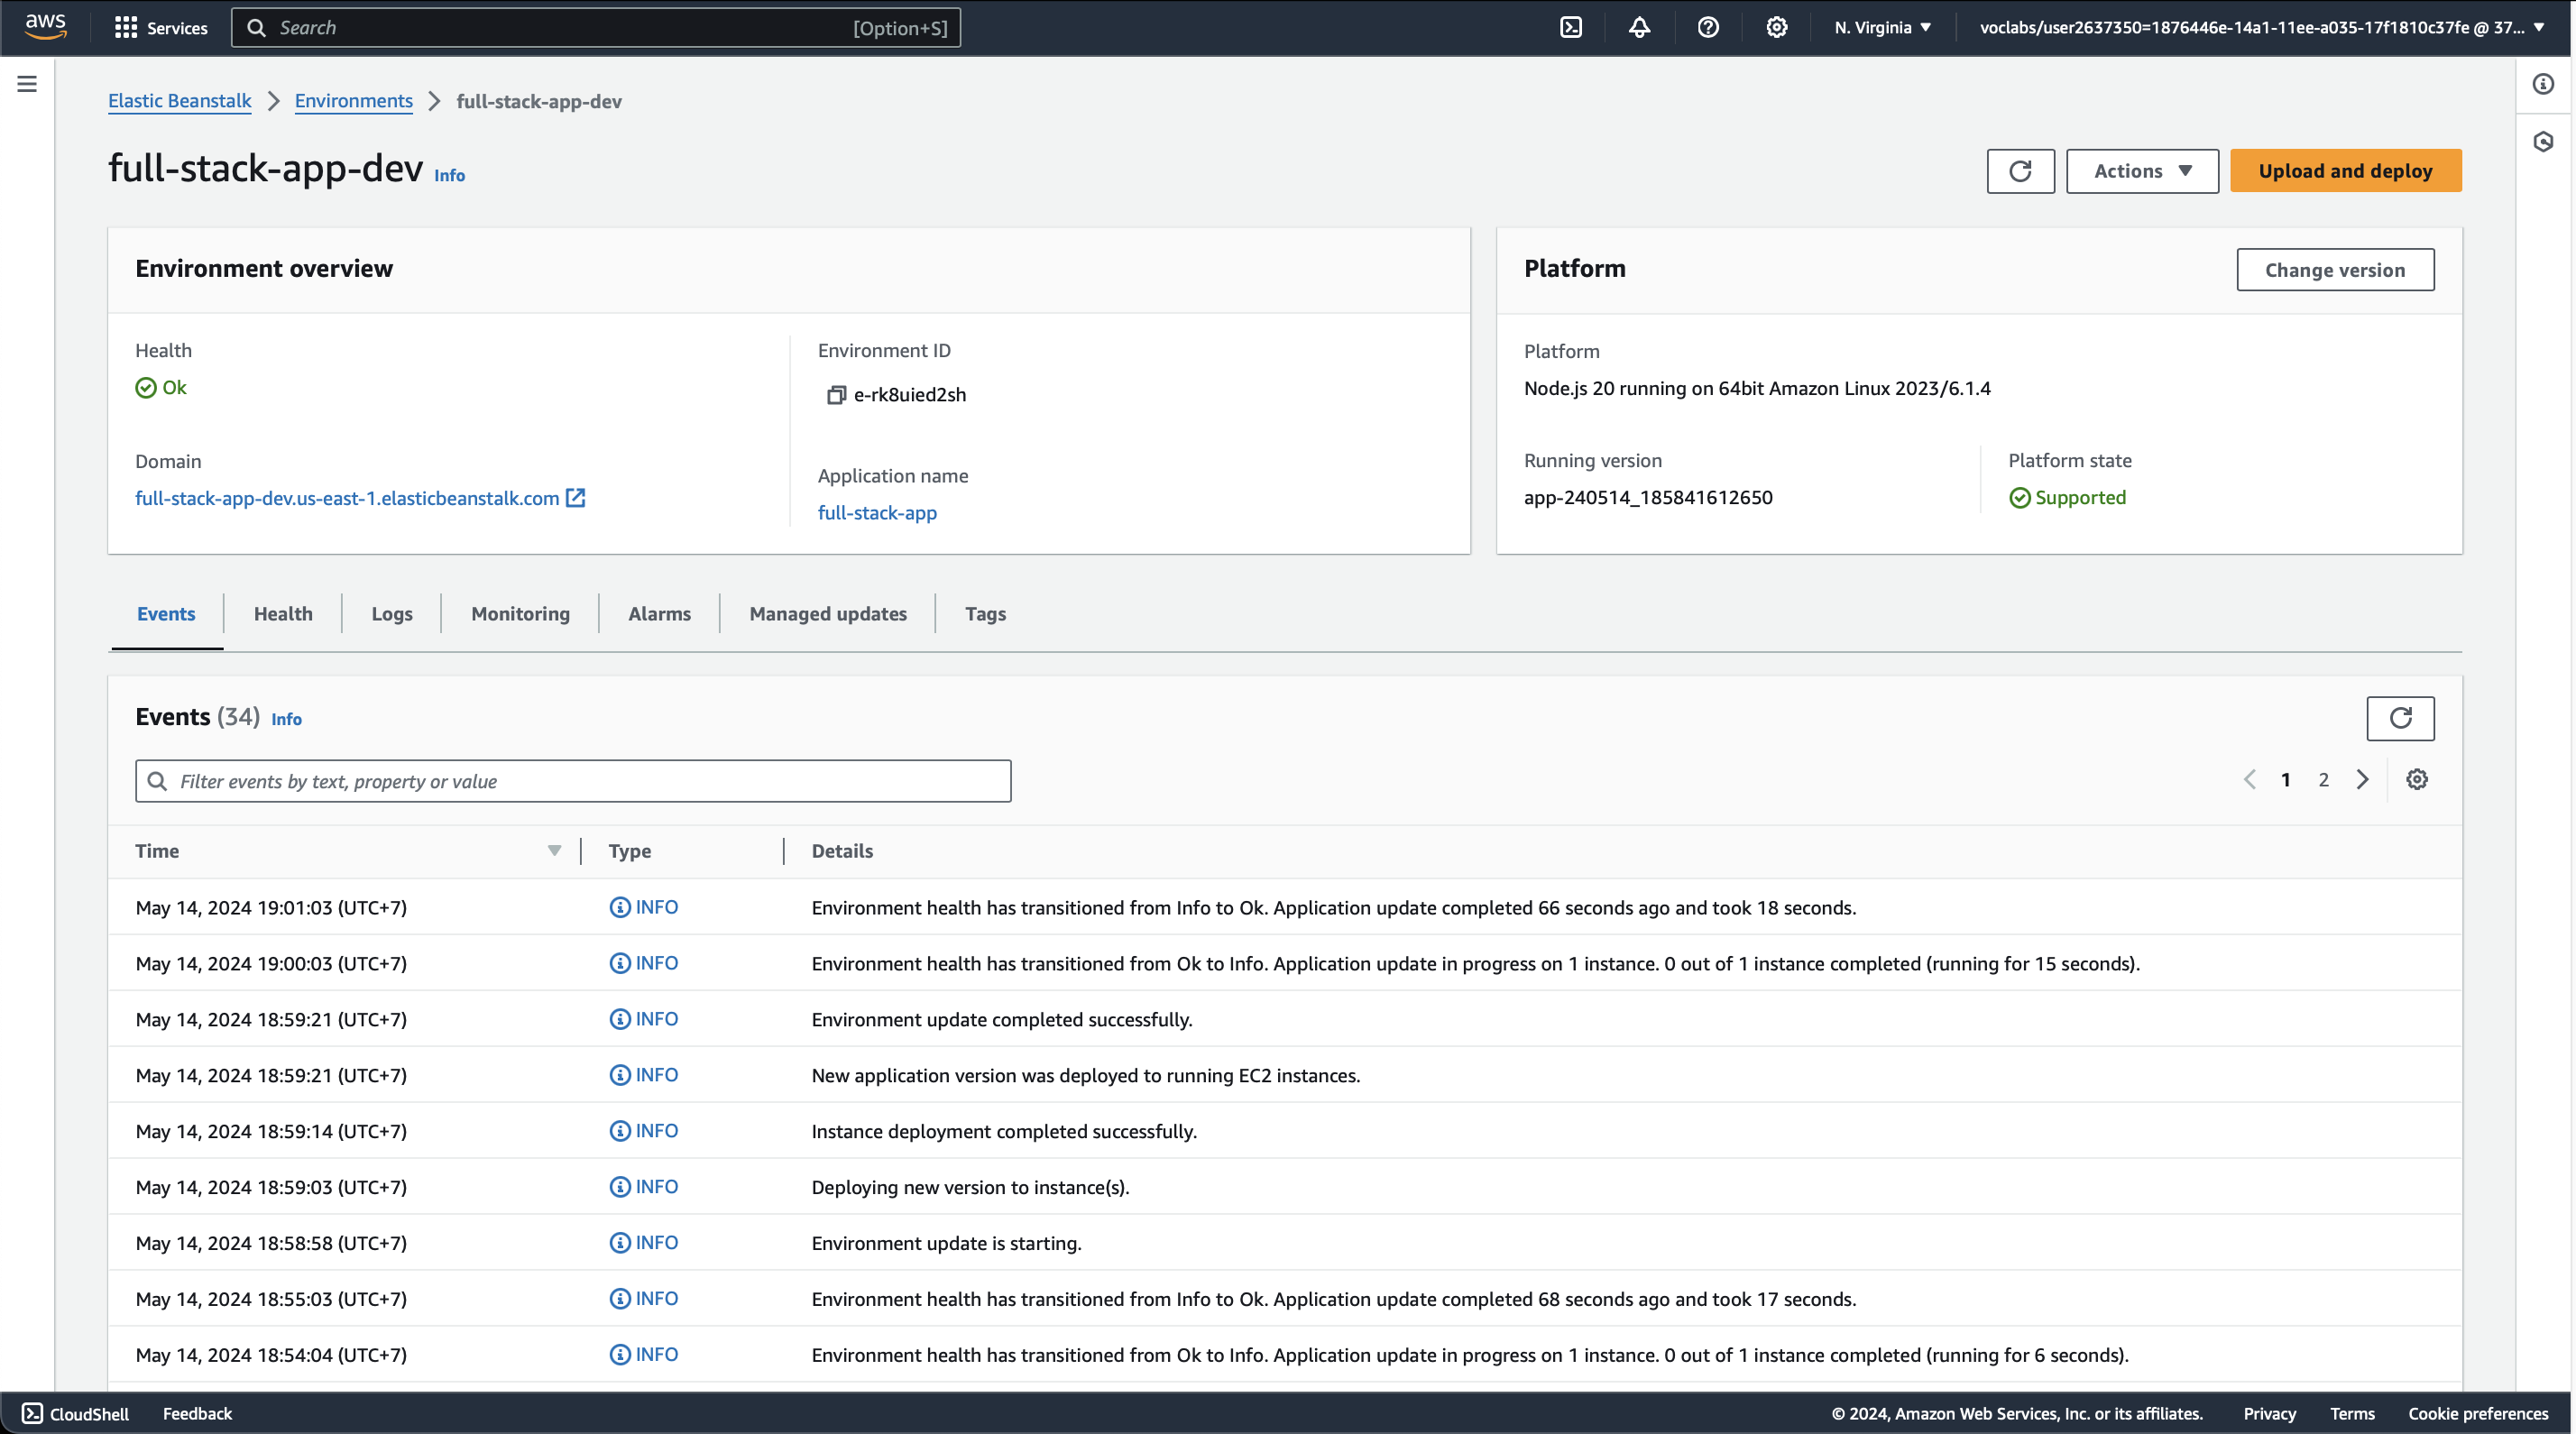 aws Services Search [Option+S] N. Virginia voclabs/user2637350=1876446e-14a1-11ee-a035-17f1810c37fe @ 37...
Elastic Beanstalk Environments full-stack-app-dev
full-stack-app-dev Info Actions Upload and deploy
Environment overview
Health
Ok
Domain
full-stack-app-dev.us-east-1.elasticbeanstalk.com
Environment ID
e-rk8uied2sh
Application name
full-stack-app
Platform Change version
Platform
Node.js 20 running on 64bit Amazon Linux 2023/6.1.4
Running version
app-240514_185841612650
Platform state
Supported
Events Health Logs Monitoring Alarms Managed updates Tags
Events (34) Info
Filter events by text, property or value 1 2
Time Type Details
May 14, 2024 19:01:03 (UTC+7) INFO Environment health has transitioned from Info to Ok. Application update completed 66 seconds ago and took 18 seconds.
May 14, 2024 19:00:03 (UTC+7) INFO Environment health has transitioned from Ok to Info. Application update in progress on 1 instance. 0 out of 1 instance completed (running for 15 seconds).
May 14, 2024 18:59:21 (UTC+7) INFO Environment update completed successfully.
May 14, 2024 18:59:21 (UTC+7) INFO New application version was deployed to running EC2 instances.
May 14, 2024 18:59:14 (UTC+7) INFO Instance deployment completed successfully.
May 14, 2024 18:59:03 (UTC+7) INFO Deploying new version to instance(s).
May 14, 2024 18:58:58 (UTC+7) INFO Environment update is starting.
May 14, 2024 18:55:03 (UTC+7) INFO Environment health has transitioned from Info to Ok. Application update completed 68 seconds ago and took 17 seconds.
May 14, 2024 18:54:04 (UTC+7) INFO Environment health has transitioned from Ok to Info. Application update in progress on 1 instance. 0 out of 1 instance completed (running for 6 seconds).
CloudShell Feedback © 2024, Amazon Web Services, Inc. or its affiliates. Privacy Terms Cookie preferences